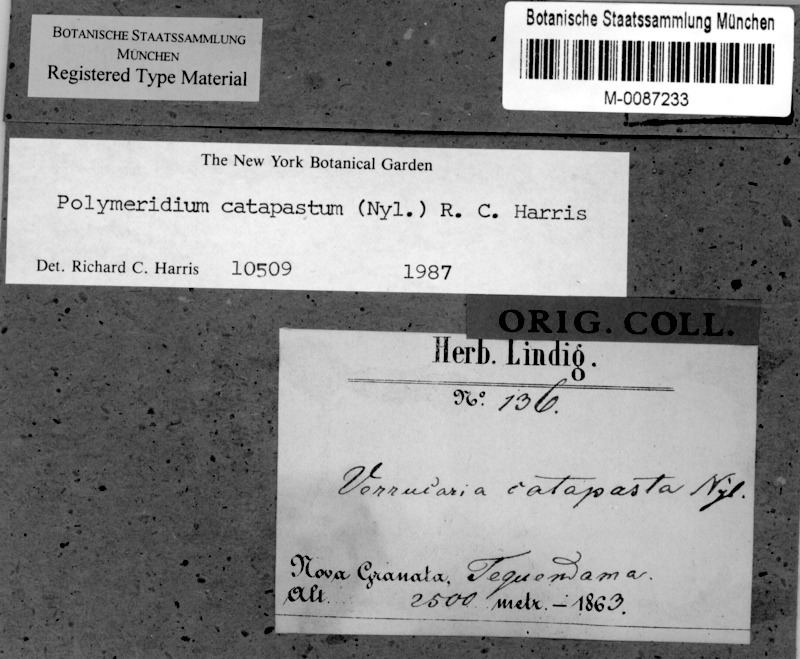 BOTANISCHE STAATSSAMMLUNG
MÜNCHEN
Registered Type Material
Botanische Staatssammlung München
M-0087233
The New York Botanical Garden
Polymeridium catapastum (Nyl.) R. C. Harris
Det. Richard C. Harris 10509 1987
ORIG. COLL.
Herb. Lindig.
No. 136.
Verrucaria catapasta Nyl.
Nova Granata, Tequendama.
Alt. 2500 metr. – 1863.